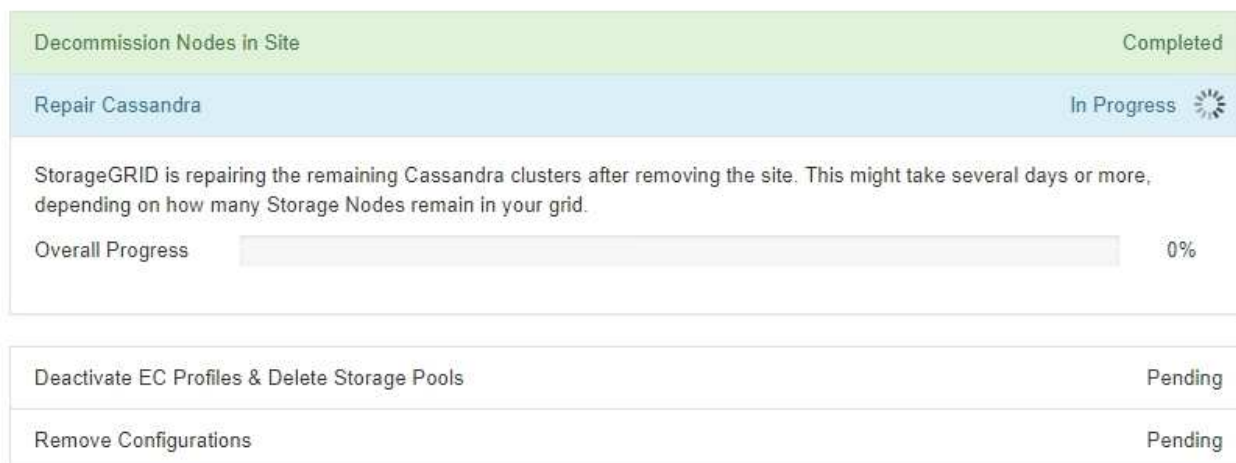 Decommission Nodes in Site Completed
Repair Cassandra In Progress
StorageGRID is repairing the remaining Cassandra clusters after removing the site. This might take several days or more,
depending on how many Storage Nodes remain in your grid.
Overall Progress 0%
Deactivate EC Profiles & Delete Storage Pools Pending
Remove Configurations Pending